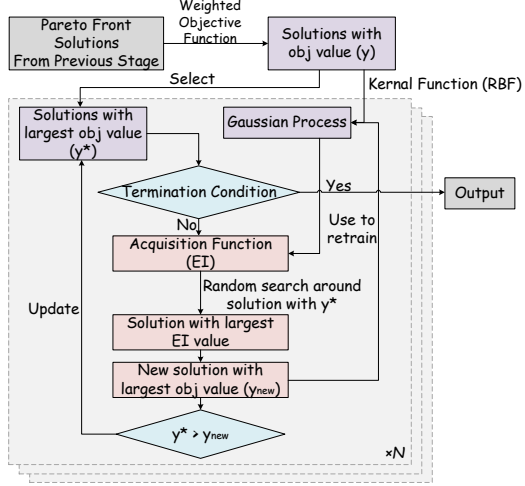 Weighted
Objective
Function
Pareto Front
Solutions
From Previous Stage
Solutions with
obj value (y)
Select
Kernal Function (RBF)
Solutions with
largest obj value
(y*)
Gaussian Process
Termination Condition
Yes
Output
No
Use to
retrain
Acquisition Function
(EI)
Random search around
solution with y*
Update
Solution with largest
EI value
New solution with
largest obj value (ynew)
y* > ynew
×N